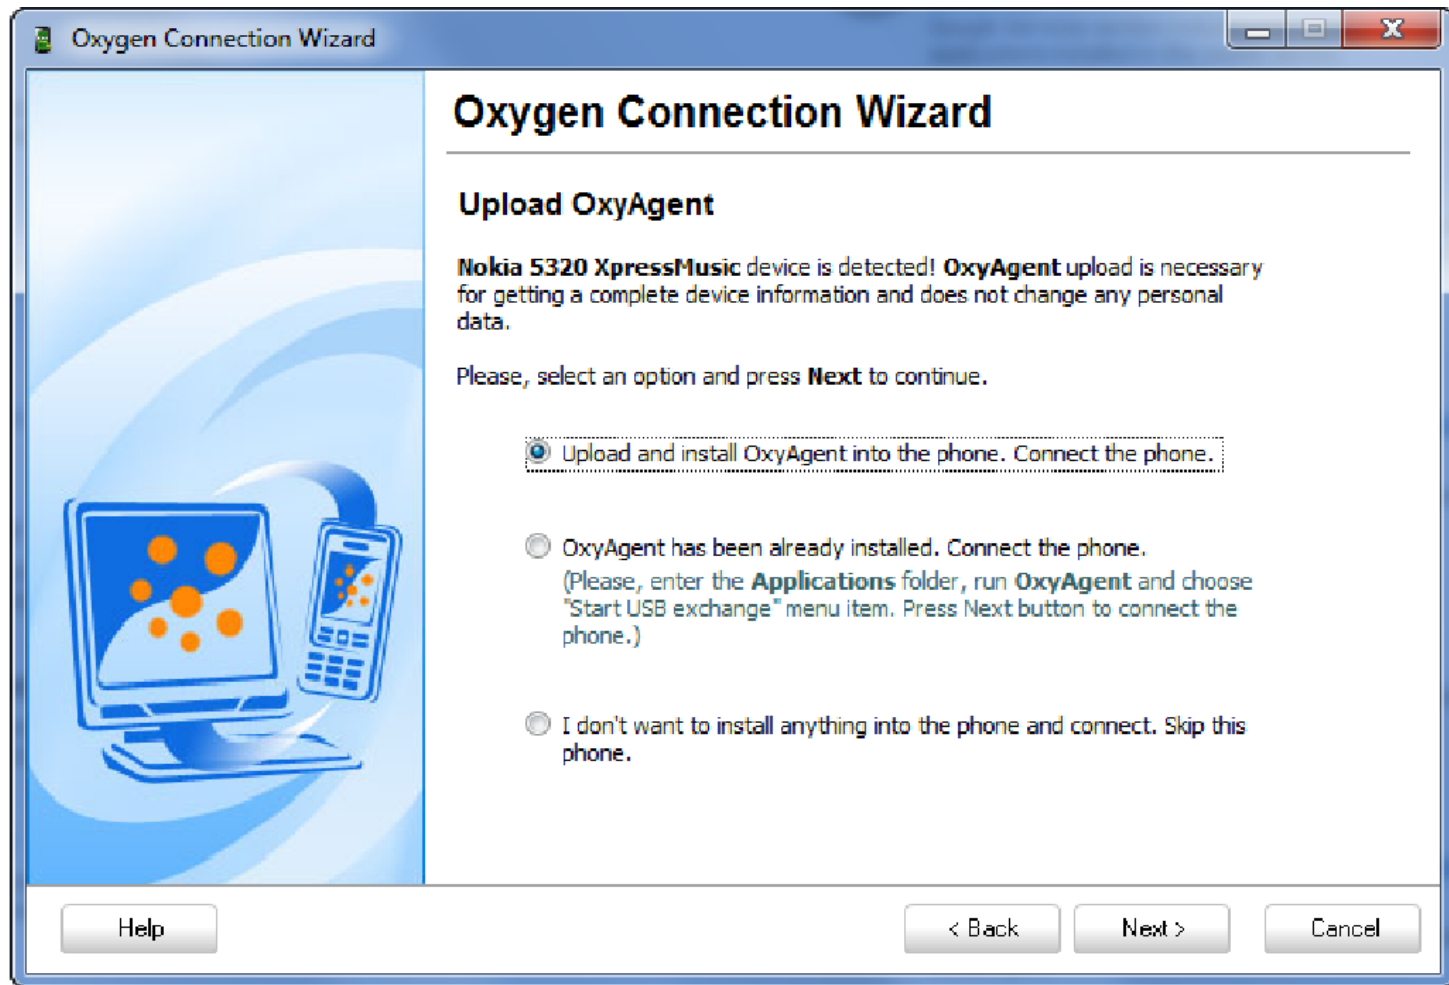 Oxygen Connection Wizard
Oxygen Connection Wizard
Upload OxyAgent
Nokia 5320 XpressMusic device is detected! OxyAgent upload is necessary
for getting a complete device information and does not change any personal
data.
Please, select an option and press Next to continue.
Upload and install OxyAgent into the phone. Connect the phone.
OxyAgent has been already installed. Connect the phone.
(Please, enter the Applications folder, run OxyAgent and choose
"Start USB exchange" menu item. Press Next button to connect the
phone.)
I don't want to install anything into the phone and connect. Skip this
phone.
Help
< Back
Next >
Cancel